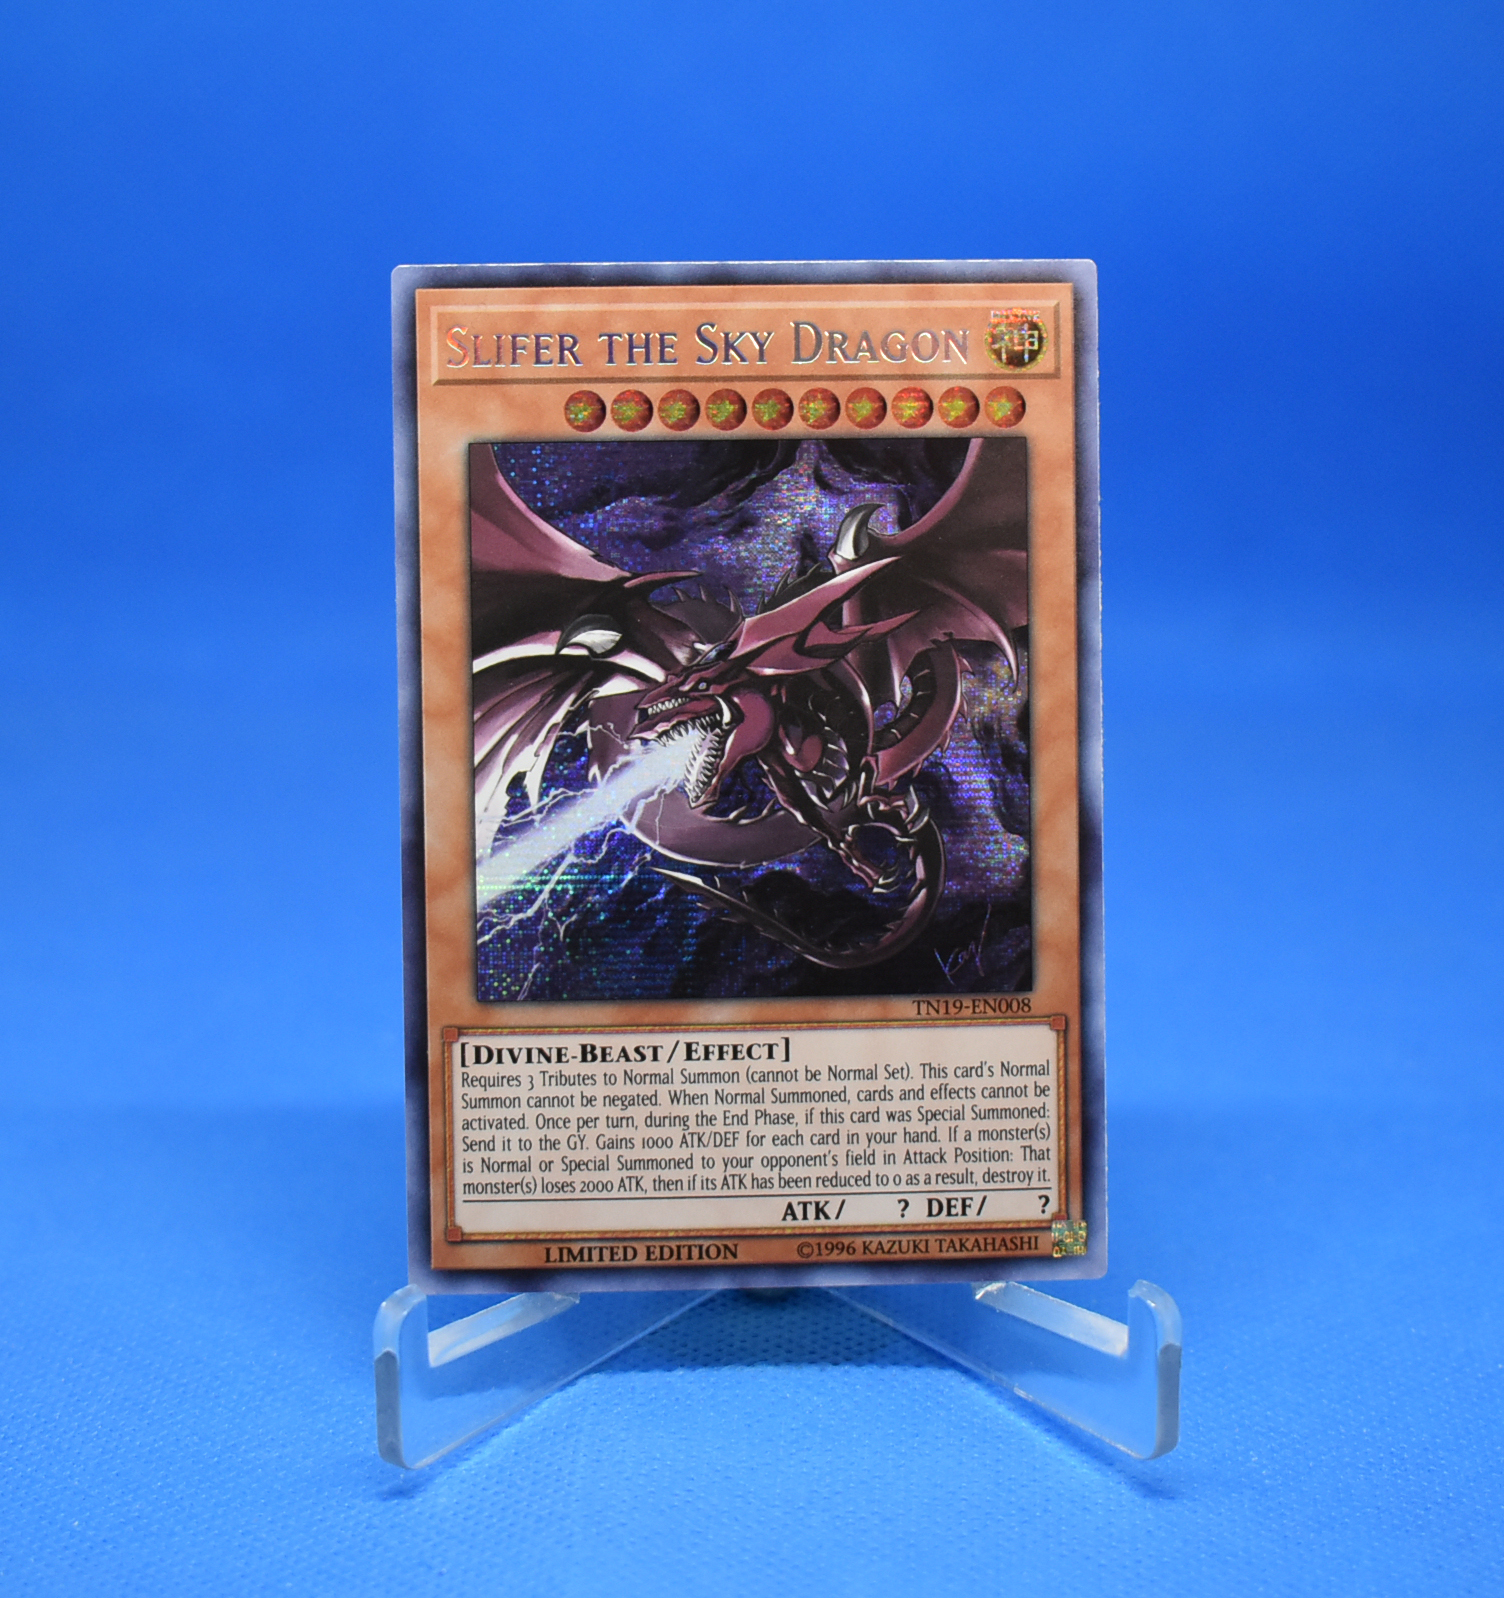 SLIFER THE SKY DRAGON
DIVINE
神
Kay
TN19-EN008
[DIVINE-BEAST/EFFECT]
Requires 3 Tributes to Normal Summon (cannot be Normal Set). This card's Normal
Summon cannot be negated. When Normal Summoned, cards and effects cannot be
activated. Once per turn, during the End Phase, if this card was Special Summoned:
Send it to the GY. Gains 1000 ATK/DEF for each card in your hand. If a monster(s)
is Normal or Special Summoned to your opponent's field in Attack Position: That
monster(s) loses 2000 ATK, then if its ATK has been reduced to 0 as a result, destroy it.
ATK/ ? DEF/ ?
LIMITED EDITION ©1996 KAZUKI TAKAHASHI